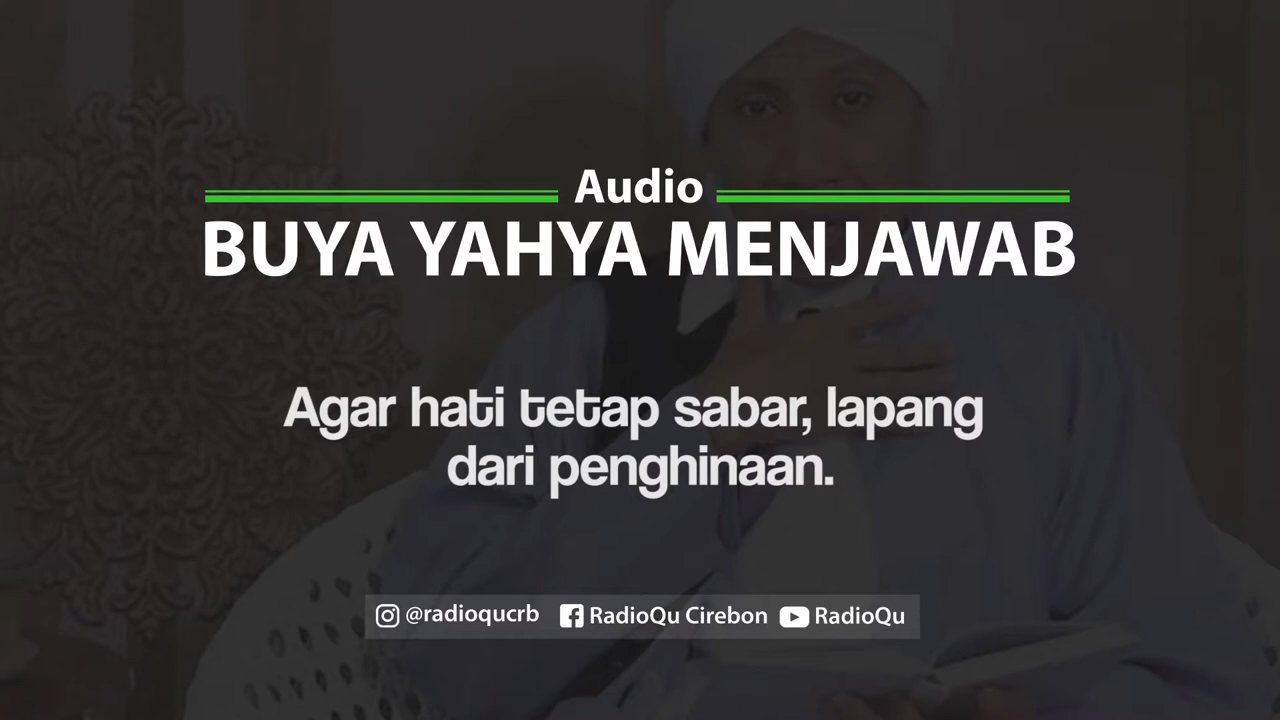 Audio
BUYA YAHYA MENJAWAB
Agar hati tetap sabar, lapang
dari penghinaan.
@radioqucrb RadioQu Cirebon RadioQu